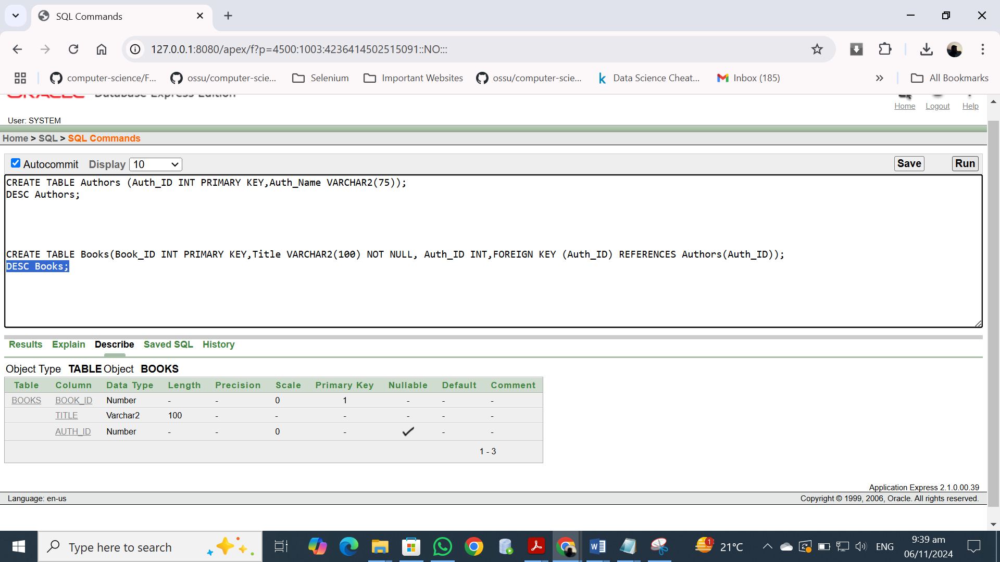 SQL Commands
127.0.0.1:8080/apex/f?p=4500:1003:4236414502515091::NO:::
computer-science/F... ossu/computer-scie... Selenium Important Websites ossu/computer-scie... Data Science Cheat... Inbox (185) All Bookmarks
ORACLE Database Express Edition
Home Logout Help
User: SYSTEM
Home > SQL > SQL Commands
Autocommit Display 10 Save Run
CREATE TABLE Authors (Auth_ID INT PRIMARY KEY,Auth_Name VARCHAR2(75));
DESC Authors;
CREATE TABLE Books(Book_ID INT PRIMARY KEY,Title VARCHAR2(100) NOT NULL, Auth_ID INT,FOREIGN KEY (Auth_ID) REFERENCES Authors(Auth_ID));
DESC Books;
Results Explain Describe Saved SQL History
Object Type TABLE Object BOOKS
Table Column Data Type Length Precision Scale Primary Key Nullable Default Comment
BOOKS BOOK_ID Number - - 0 1 - - -
TITLE Varchar2 100 - - - - - -
AUTH_ID Number - - 0 - - -
1 - 3
Application Express 2.1.0.00.39
Language: en-us Copyright © 1999, 2006, Oracle. All rights reserved.
Type here to search 1 21°C ENG 9:39 am
06/11/2024